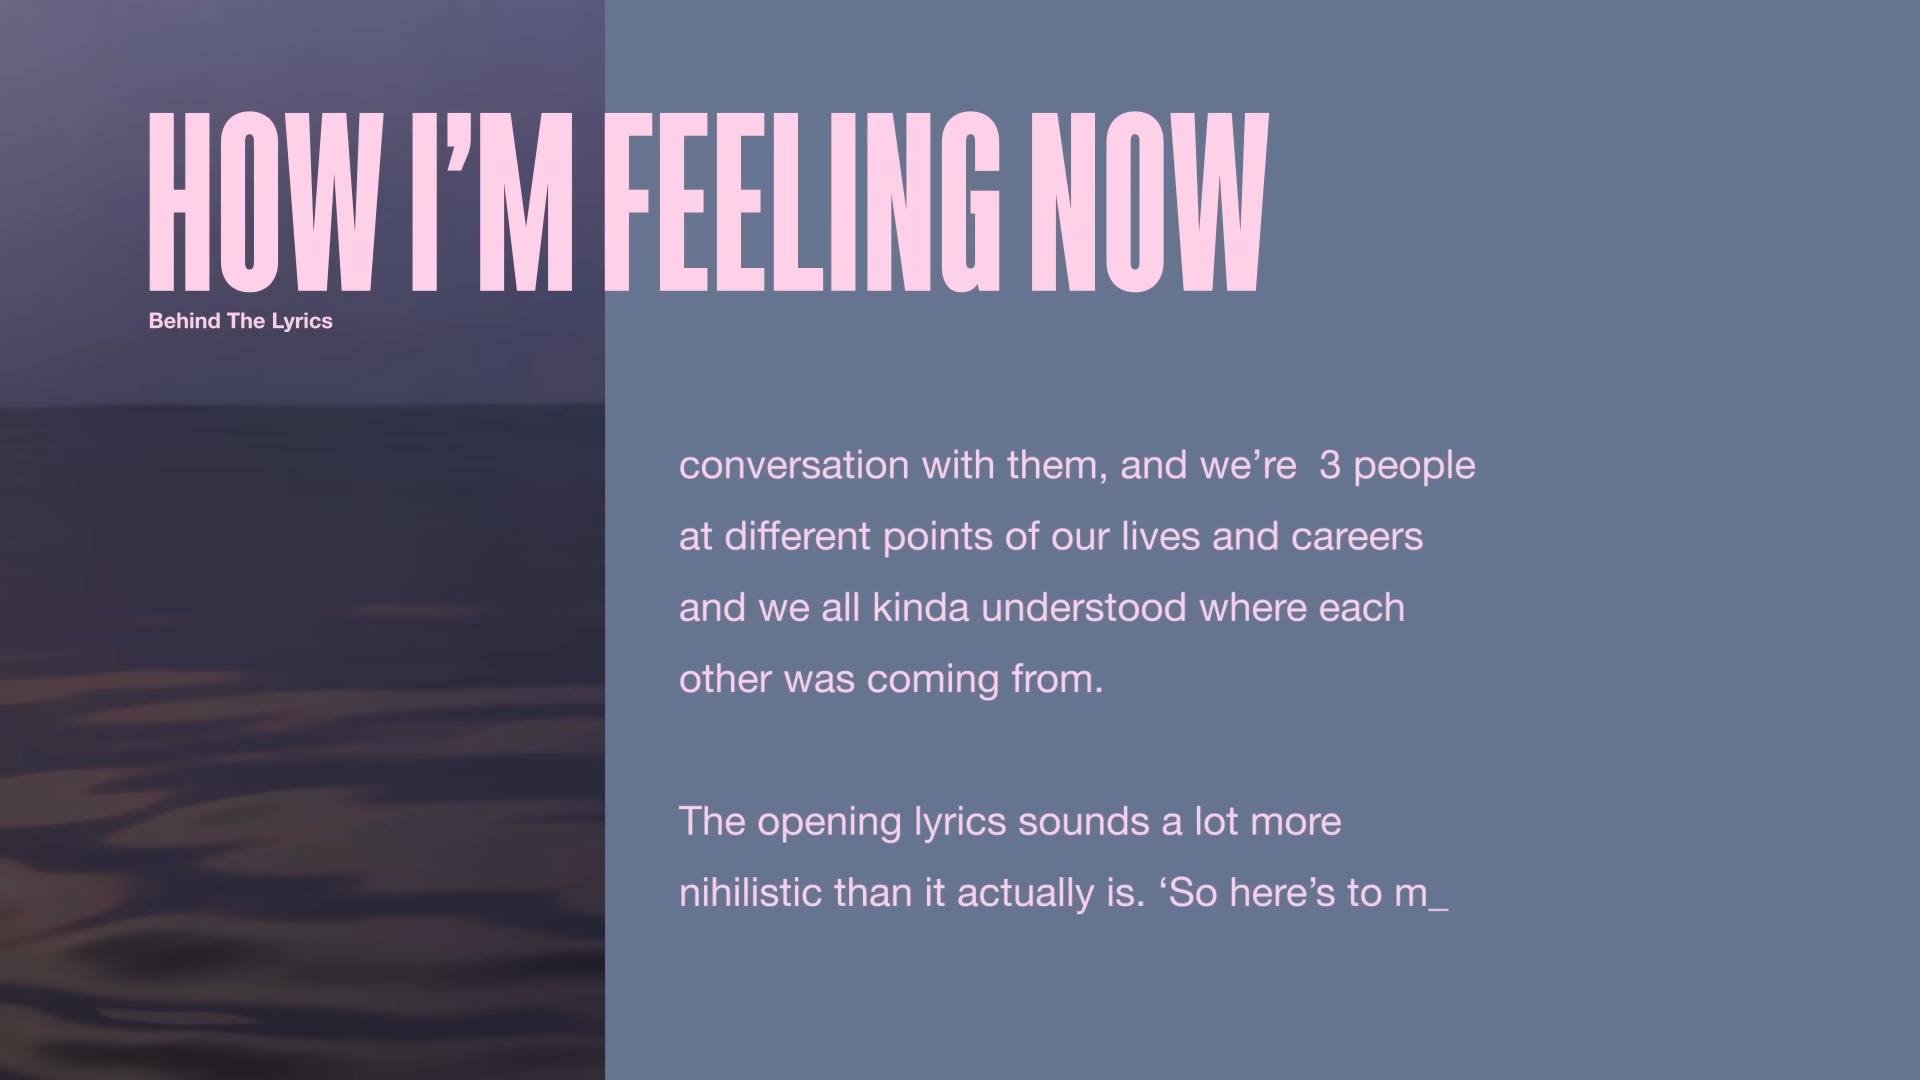 HOW I’M FEELING NOW
Behind The Lyrics
conversation with them, and we’re  3 people
at different points of our lives and careers
and we all kinda understood where each
other was coming from.
The opening lyrics sounds a lot more
nihilistic than it actually is. ‘So here’s to m_